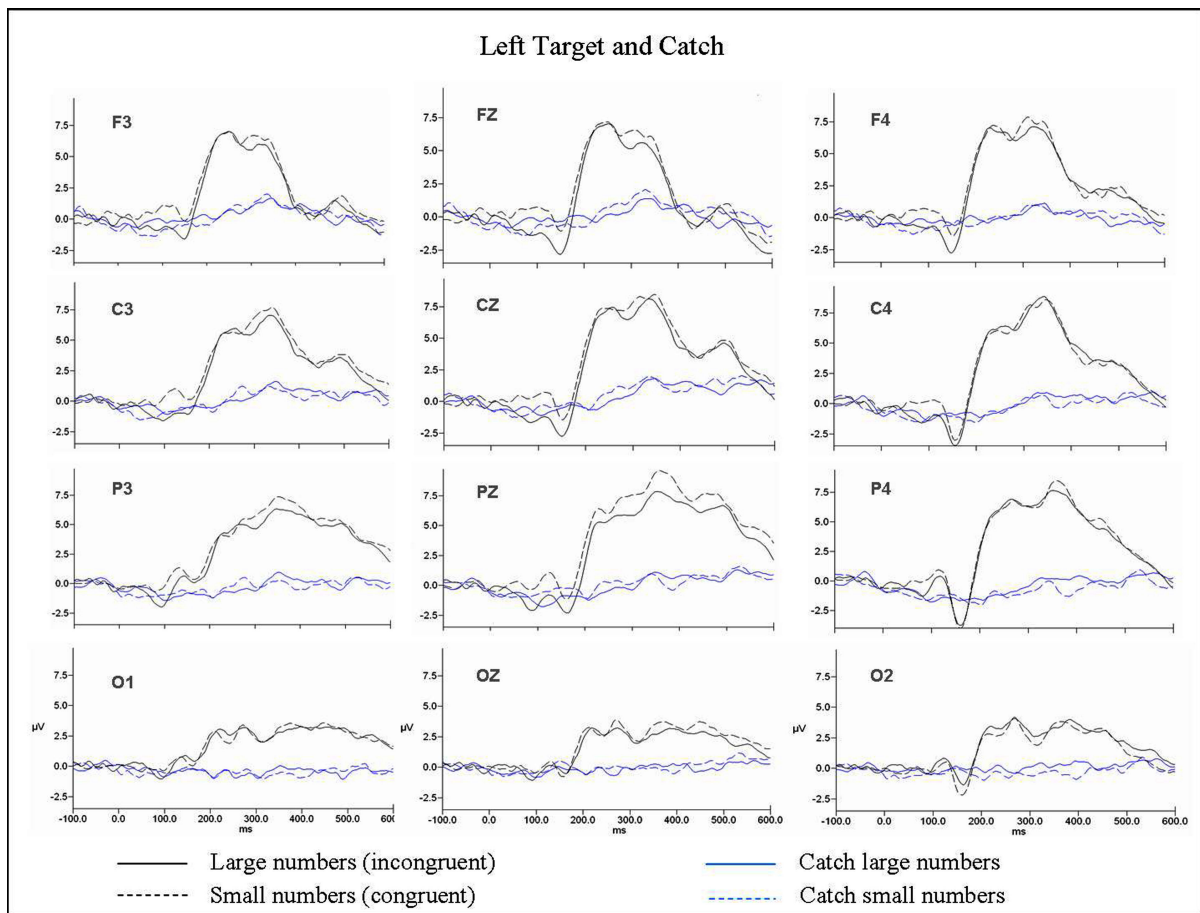 Left Target and Catch
F3
7.5
5.0
2.5
0.0
-2.5
FZ
7.5
5.0
2.5
0.0
-2.5
F4
7.5
5.0
2.5
0.0
-2.5
C3
7.5
5.0
2.5
0.0
-2.5
CZ
7.5
5.0
2.5
0.0
-2.5
C4
7.5
5.0
2.5
0.0
-2.5
P3
7.5
5.0
2.5
0.0
-2.5
PZ
7.5
5.0
2.5
0.0
-2.5
P4
7.5
5.0
2.5
0.0
-2.5
O1
7.5
5.0
µV
2.5
0.0
-2.5
-100.0 0.0 100.0 200.0 300.0 400.0 500.0 600
ms
OZ
7.5
5.0
µV
2.5
0.0
-2.5
-100.0 0.0 100.0 200.0 300.0 400.0 500.0 600.0
ms
O2
7.5
5.0
µV
2.5
0.0
-2.5
-100.0 0.0 100.0 200.0 300.0 400.0 500.0 600.0
ms
Large numbers (incongruent)
Catch large numbers
Small numbers (congruent)
Catch small numbers